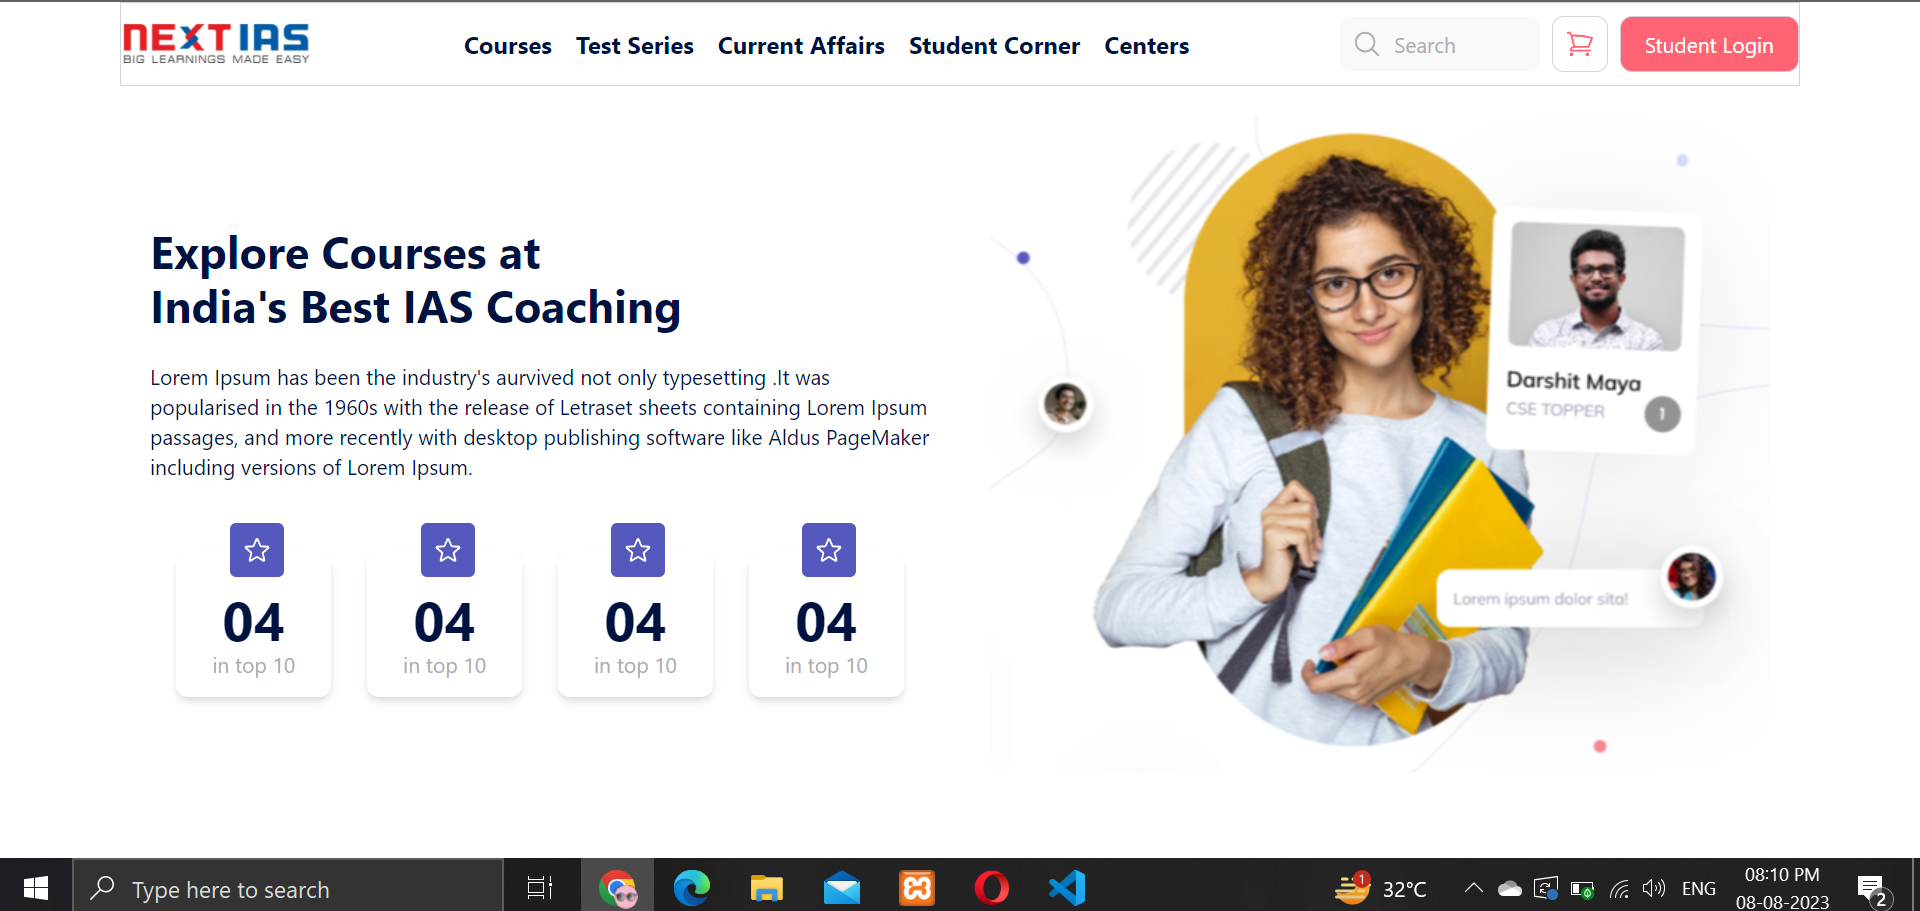 NEXT IAS
BIG LEARNINGS MADE EASY
Courses Test Series Current Affairs Student Corner Centers
Search
Student Login
Explore Courses at
India's Best IAS Coaching
Lorem Ipsum has been the industry's aurvived not only typesetting .It was
popularised in the 1960s with the release of Letraset sheets containing Lorem Ipsum
passages, and more recently with desktop publishing software like Aldus PageMaker
including versions of Lorem Ipsum.
04 04 04 04
in top 10 in top 10 in top 10 in top 10
Darshit Maya
CSE TOPPER
1
Lorem ipsum dolor sita!
Type here to search
1
32°C
ENG
08:10 PM
08-08-2023
2